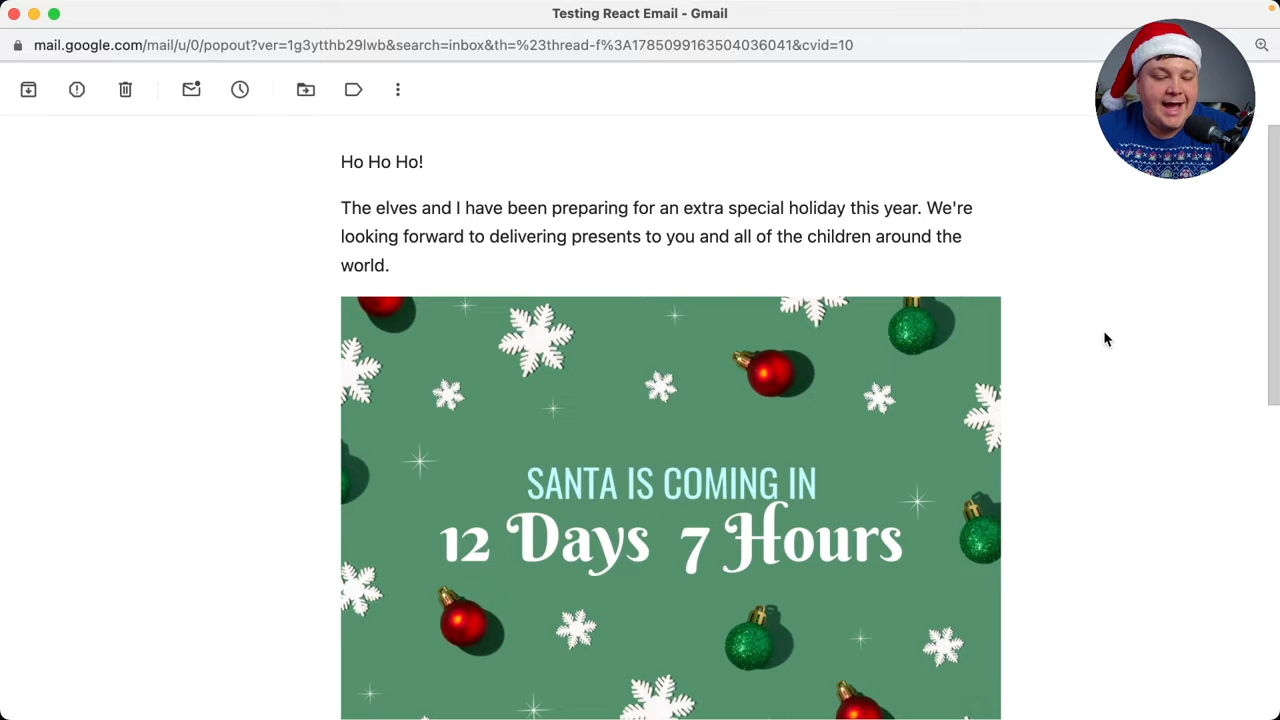 Testing React Email - Gmail
mail.google.com/mail/u/0/popout?ver=1g3ytthb29lwb&search=inbox&th=%23thread-f%3A1785099163504036041&cvid=10
Ho Ho Ho!
The elves and I have been preparing for an extra special holiday this year. We're
looking forward to delivering presents to you and all of the children around the
world.
SANTA IS COMING IN
12 Days 7 Hours